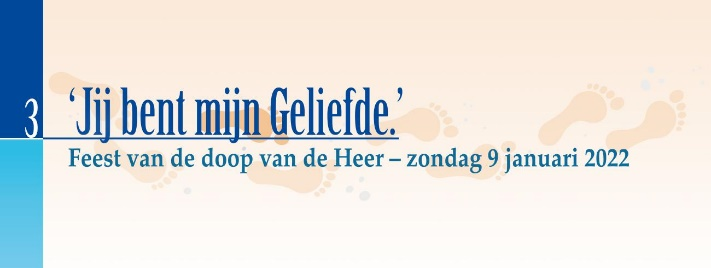 3
‘Jij bent mijn Geliefde.’
Feest van de doop van de Heer – zondag 9 januari 2022